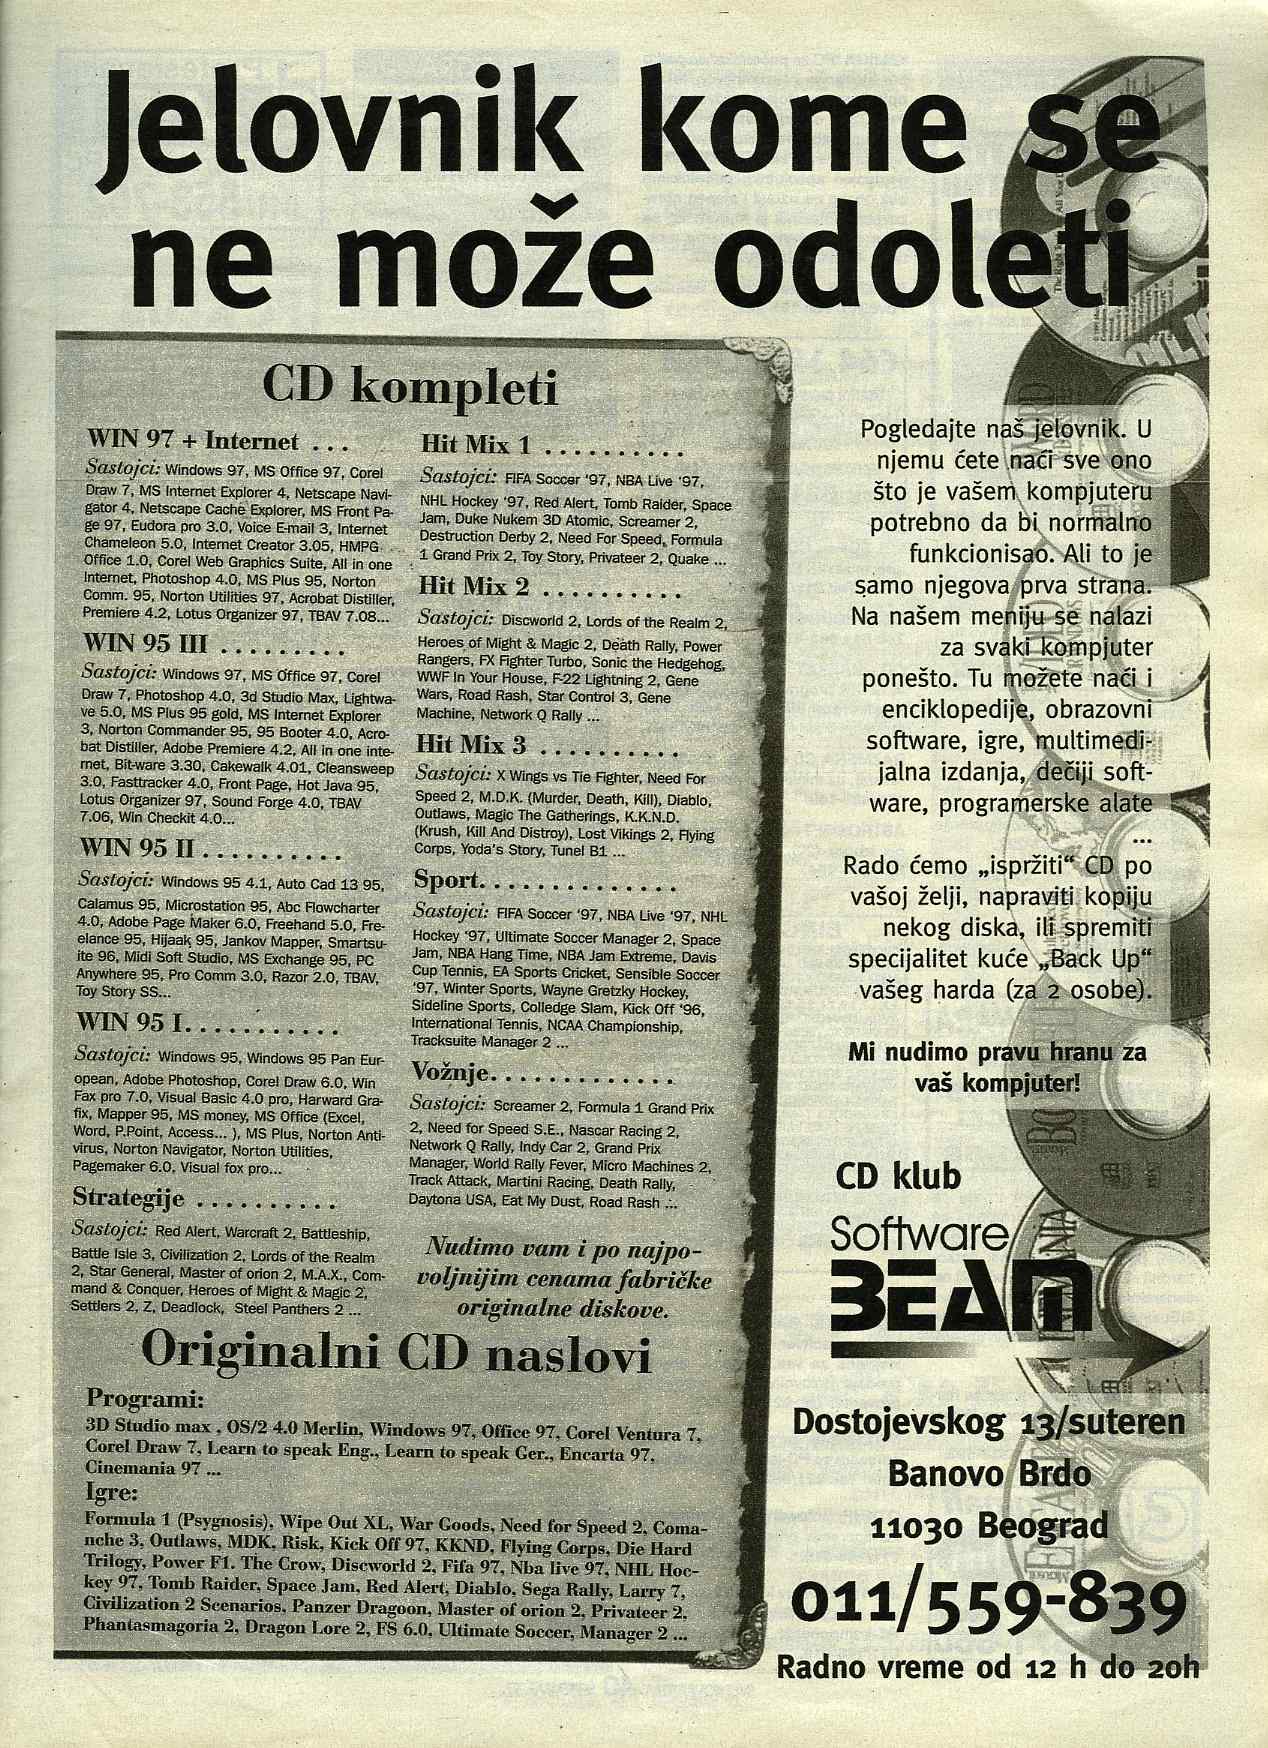 Jelovnik kome se
ne može odoleti
CD kompleti
WIN 97 + Internet . . .
Sastojci: Windows 97, MS Office 97, Corel
Draw 7, MS Internet Explorer 4, Netscape Navi-
gator 4, Netscape Cache Explorer, MS Front Pa-
ge 97, Eudora pro 3.0, Voice E-mail 3, Internet
Chameleon 5.0, Internet Creator 3.05, HMPG
Office 1.0, Corel Web Graphics Suite, All in one
Internet, Photoshop 4.0, MS Plus 95, Norton
Comm. 95, Norton Utilities 97, Acrobat Distiller,
Premiere 4.2, Lotus Organizer 97, TBAV 7.08...
WIN 95 III . . . . . . . . .
Sastojci: Windows 97, MS Office 97, Corel
Draw 7, Photoshop 4.0, 3d Studio Max, Lightwa-
ve 5.0, MS Plus 95 gold, MS Internet Explorer
3, Norton Commander 95, 95 Booter 4.0, Acro-
bat Distiller, Adobe Premiere 4.2, All in one inte-
rnet, Bit-ware 3.30, Cakewalk 4.01, Cleansweep
3.0, Fasttracker 4.0, Front Page, Hot Java 95,
Lotus Organizer 97, Sound Forge 4.0, TBAV
7.06, Win Checkit 4.0...
WIN 95 II . . . . . . . . . .
Sastojci: Windows 95 4.1, Auto Cad 13 95,
Calamus 95, Microstation 95, Abc Flowcharter
4.0, Adobe Page Maker 6.0, Freehand 5.0, Fre-
elance 95, Hijaak 95, Jankov Mapper, Smartsu-
ite 96, Midi Soft Studio, MS Exchange 95, PC
Anywhere 95, Pro Comm 3.0, Razor 2.0, TBAV,
Toy Story SS...
WIN 95 I. . . . . . . . . . .
Sastojci: Windows 95, Windows 95 Pan Eur-
opean, Adobe Photoshop, Corel Draw 6.0, Win
Fax pro 7.0, Visual Basic 4.0 pro, Harward Gra-
fix, Mapper 95, MS money, MS Office (Excel,
Word, P.Point, Access... ), MS Plus, Norton Anti-
virus, Norton Navigator, Norton Utilities,
Pagemaker 6.0, Visual fox pro...
Strategije . . . . . . . . . .
Sastojci: Red Alert, Warcraft 2, Battleship,
Battle Isle 3, Civilization 2, Lords of the Realm
2, Star General, Master of orion 2, M.A.X., Com-
mand & Conquer, Heroes of Might & Magic 2,
Settlers 2, Z, Deadlock, Steel Panthers 2 ...
Hit Mix 1 . . . . . . . . . .
Sastojci: FIFA Soccer '97, NBA Live '97,
NHL Hockey '97, Red Alert, Tomb Raider, Space
Jam, Duke Nukem 3D Atomic, Screamer 2,
Destruction Derby 2, Need For Speed, Formula
1 Grand Prix 2, Toy Story, Privateer 2, Quake ...
Hit Mix 2 . . . . . . . . . .
Sastojci: Discworld 2, Lords of the Realm 2,
Heroes of Might & Magic 2, Death Rally, Power
Rangers, FX Fighter Turbo, Sonic the Hedgehog,
WWF In Your House, F-22 Lightning 2, Gene
Wars, Road Rash, Star Control 3, Gene
Machine, Network Q Rally ...
Hit Mix 3 . . . . . . . . . .
Sastojci: X Wings vs Tie Fighter, Need For
Speed 2, M.D.K. (Murder, Death, Kill), Diablo,
Outlaws, Magic The Gatherings, K.K.N.D.
(Krush, Kill And Distroy), Lost Vikings 2, Flying
Corps, Yoda's Story, Tunel B1 ...
Sport. . . . . . . . . . . . . .
Sastojci: FIFA Soccer '97, NBA Live '97, NHL
Hockey '97, Ultimate Soccer Manager 2, Space
Jam, NBA Hang Time, NBA Jam Extreme, Davis
Cup Tennis, EA Sports Cricket, Sensible Soccer
'97, Winter Sports, Wayne Gretzky Hockey,
Sideline Sports, Colledge Slam, Kick Off '96,
International Tennis, NCAA Championship,
Tracksuite Manager 2 ...
Vožnje. . . . . . . . . . . . .
Sastojci: Screamer 2, Formula 1 Grand Prix
2, Need for Speed S.E., Nascar Racing 2,
Network Q Rally, Indy Car 2, Grand Prix
Manager, World Rally Fever, Micro Machines 2,
Track Attack, Martini Racing, Death Rally,
Daytona USA, Eat My Dust, Road Rash ...
Nudimo vam i po najpo-
voljnijim cenama fabričke
originalne diskove.
Originalni CD naslovi
Programi:
3D Studio max , OS/2 4.0 Merlin, Windows 97, Office 97, Corel Ventura 7,
Corel Draw 7, Learn to speak Eng., Learn to speak Ger., Encarta 97,
Cinemania 97 ...
Igre:
Formula 1 (Psygnosis), Wipe Out XL, War Goods, Need for Speed 2, Coma-
nche 3, Outlaws, MDK, Risk, Kick Off 97, KKND, Flying Corps, Die Hard
Trilogy, Power F1. The Crow, Discworld 2, Fifa 97, Nba live 97, NHL Hoc-
key 97, Tomb Raider, Space Jam, Red Alert, Diablo, Sega Rally, Larry 7,
Civilization 2 Scenarios, Panzer Dragoon, Master of orion 2, Privateer 2,
Phantasmagoria 2, Dragon Lore 2, FS 6.0, Ultimate Soccer, Manager 2 ...
Pogledajte naš jelovnik. U
njemu ćete naći sve ono
što je vašem kompjuteru
potrebno da bi normalno
funkcionisao. Ali to je
samo njegova prva strana.
Na našem meniju se nalazi
za svaki kompjuter
ponešto. Tu možete naći i
enciklopedije, obrazovni
software, igre, multimedi-
jalna izdanja, dečiji soft-
ware, programerske alate
...
Rado ćemo „ispržiti“ CD po
vašoj želji, napraviti kopiju
nekog diska, ili spremiti
specijalitet kuće „Back Up“
vašeg harda (za 2 osobe).
Mi nudimo pravu hranu za
vaš kompjuter!
CD klub
Software
BEAM
Dostojevskog 13/suteren
Banovo Brdo
11030 Beograd
011/559-839
Radno vreme od 12 h do 20h